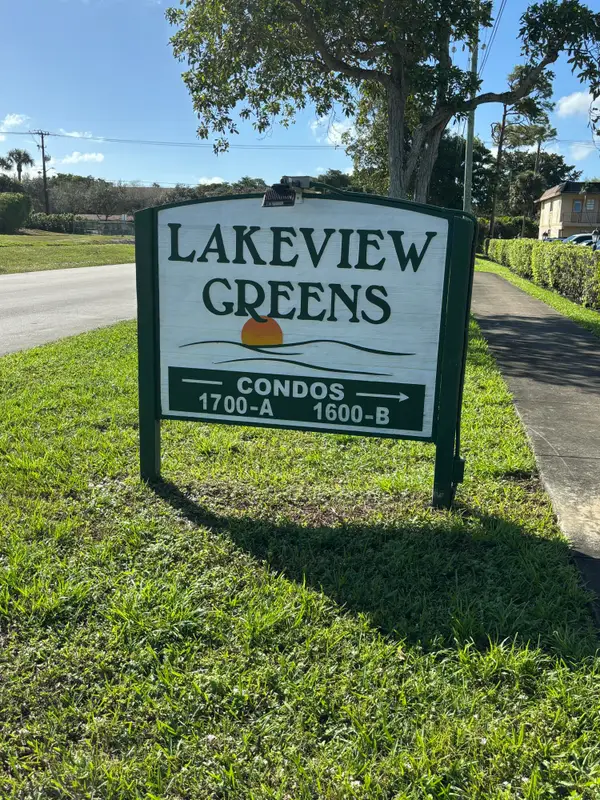 LAKEVIEW
GREENS
CONDOS
1700-A 1600-B